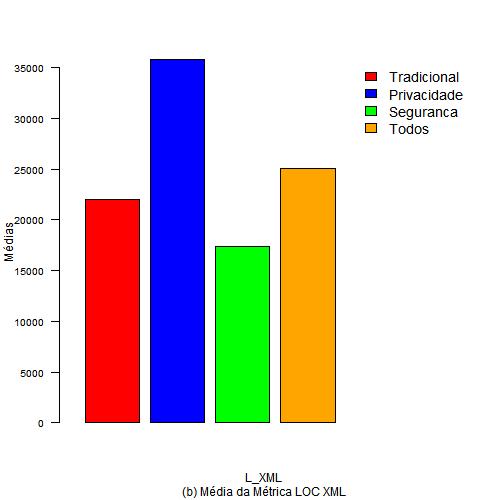 Médias
35000
30000
25000
20000
15000
10000
5000
0
Tradicional
Privacidade
Seguranca
Todos
L_XML
(b) Média da Métrica LOC XML